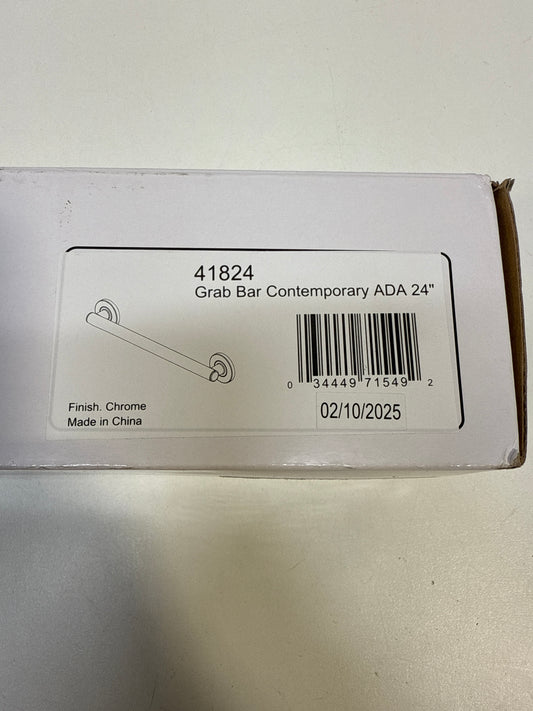 41824
Grab Bar Contemporary ADA 24"
0 34449 71549 2
Finish. Chrome
02/10/2025
Made in China